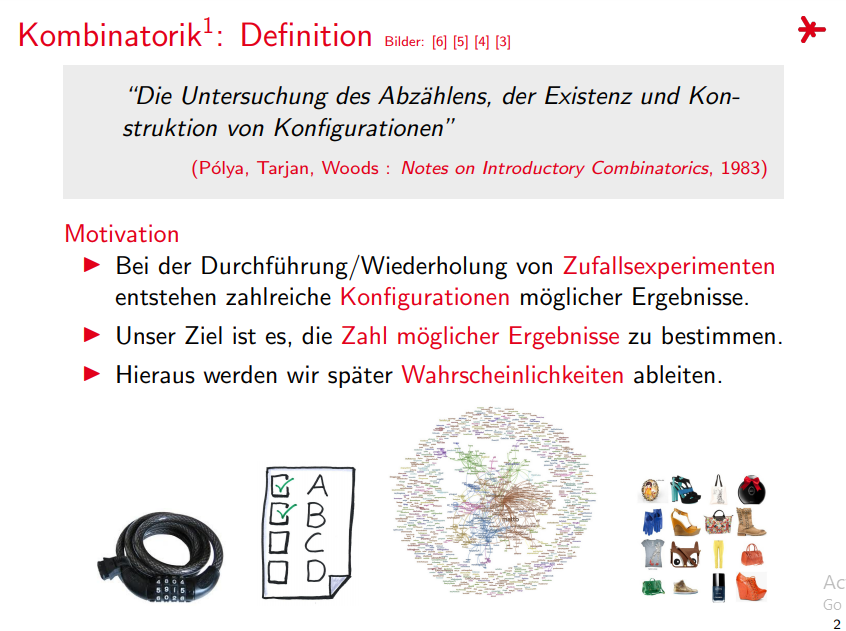 Kombinatorik¹: Definition Bilder: [6] [5] [4] [3]
“Die Untersuchung des Abzählens, der Existenz und Kon-
struktion von Konfigurationen”
(Pólya, Tarjan, Woods : Notes on Introductory Combinatorics, 1983)
Motivation
Bei der Durchführung/Wiederholung von Zufallsexperimenten
entstehen zahlreiche Konfigurationen möglicher Ergebnisse.
Unser Ziel ist es, die Zahl möglicher Ergebnisse zu bestimmen.
Hieraus werden wir später Wahrscheinlichkeiten ableiten.
A
B
C
D
Ac
Go
2